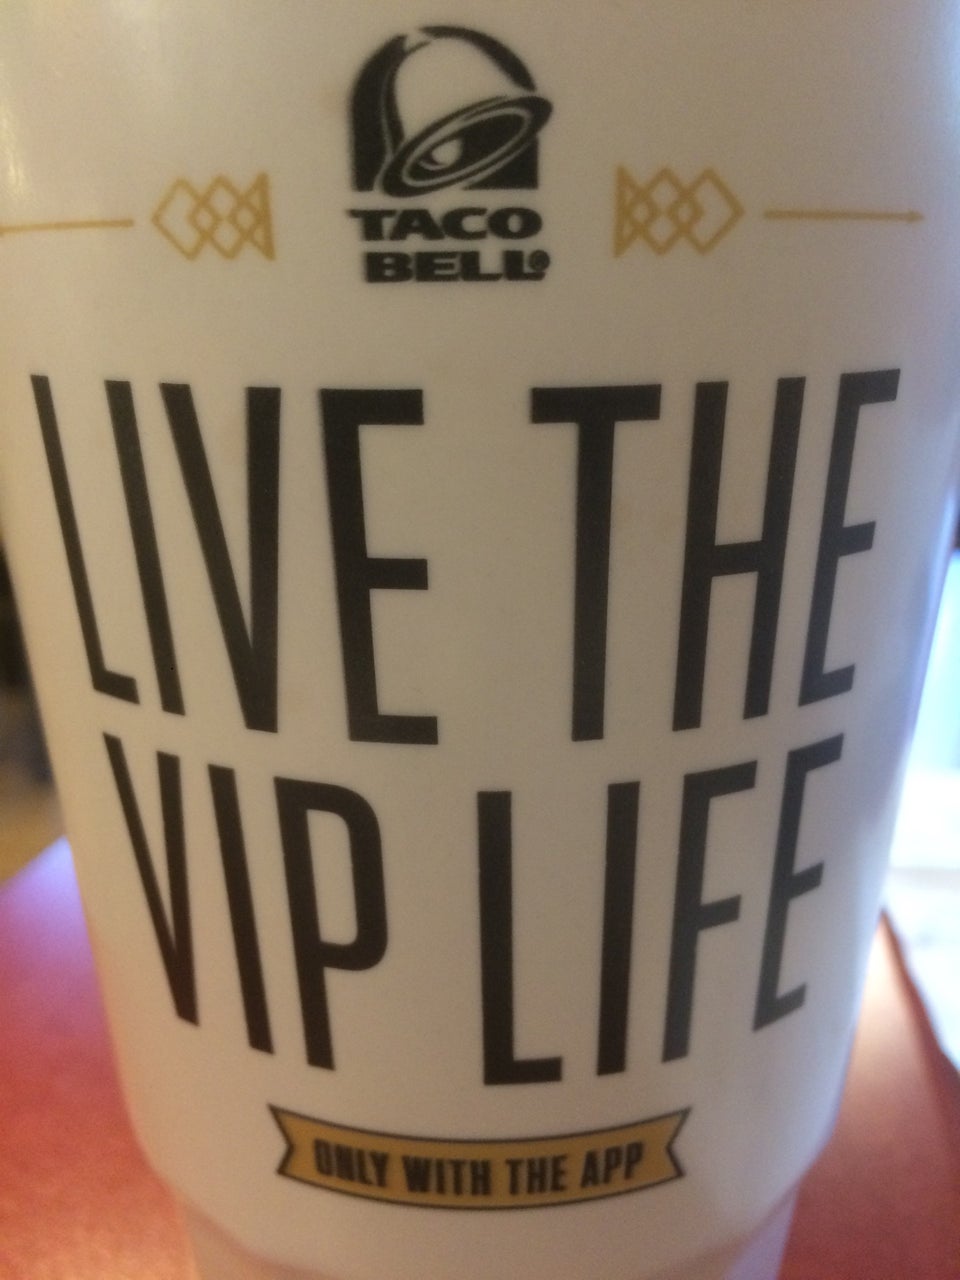 TACO
BELL®
LIVE THE
VIP LIFE
ONLY WITH THE APP